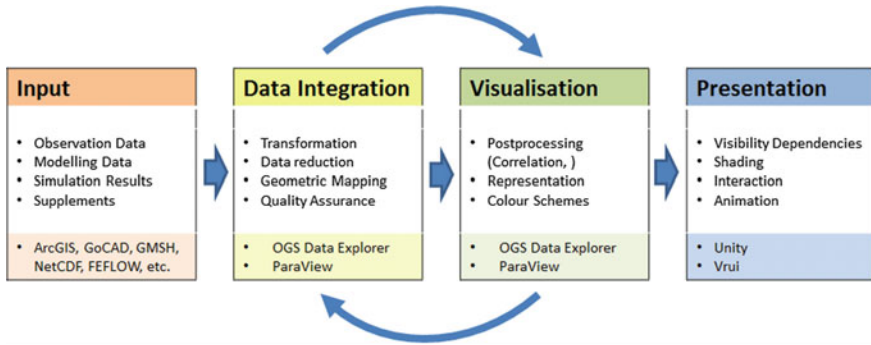 Input
• Observation Data
• Modelling Data
• Simulation Results
• Supplements
• ArcGIS, GoCAD, GMSH,
NetCDF, FEFLOW, etc.
Data Integration
• Transformation
• Data reduction
• Geometric Mapping
• Quality Assurance
• OGS Data Explorer
• ParaView
Visualisation
• Postprocessing
(Correlation, )
• Representation
• Colour Schemes
• OGS Data Explorer
• ParaView
Presentation
• Visibility Dependencies
• Shading
• Interaction
• Animation
• Unity
• Vrui